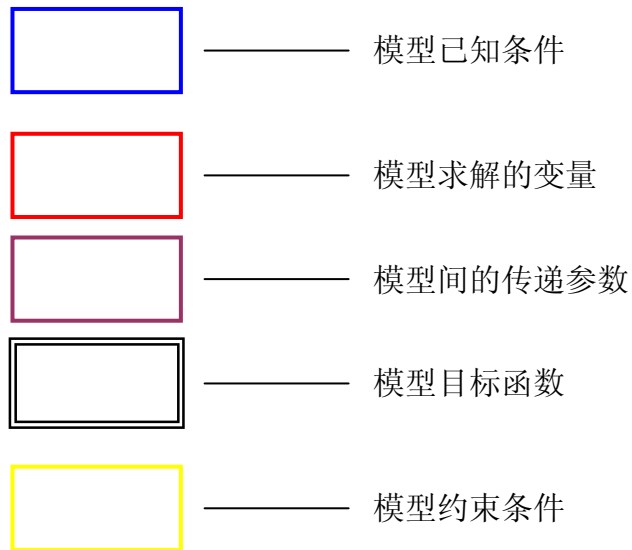 模型已知条件
模型求解的变量
模型间的传递参数
模型目标函数
模型约束条件